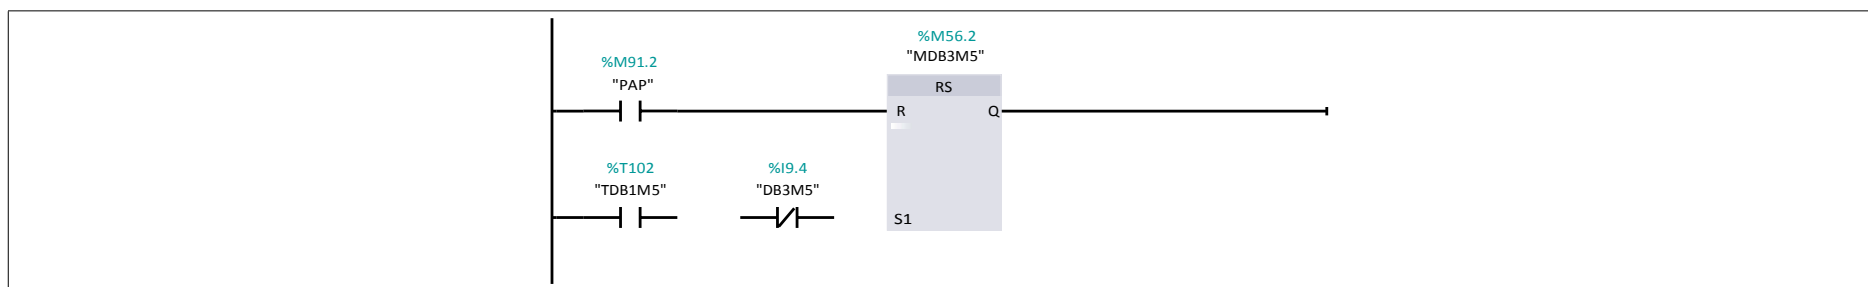 %M56.2
"MDB3M5"
%M91.2
"PAP"
RS
R
Q
%T102
%I9.4
"TDB1M5"
"DB3M5"
S1